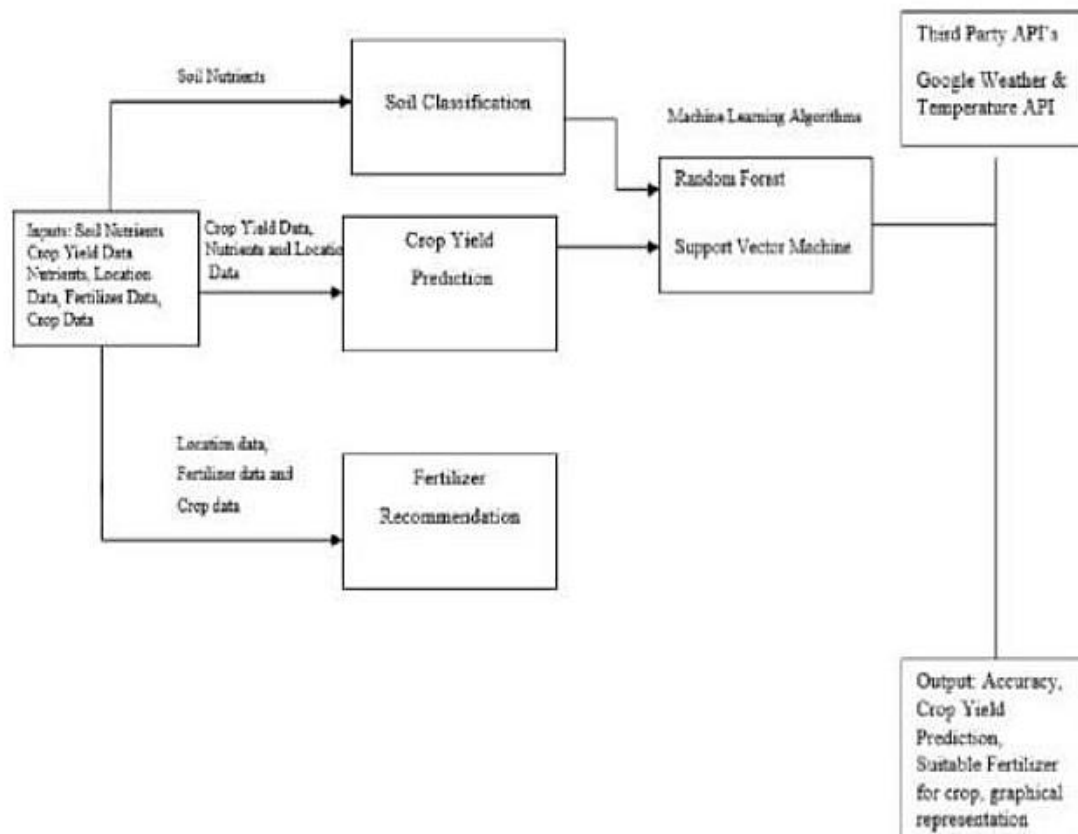 Soil Nutrients
Soil Classification
Machine Learning Algorithms
Third Party API's
Google Weather &
Temperature API
Random Forest
Support Vector Machine
Inputs: Soil Nutrients
Crop Yield Data
Nutrients, Location
Data, Fertilizer Data,
Crop Data
Crop Yield Data,
Nutrients and Location
Data
Crop Yield
Prediction
Location data,
Fertilizer data and
Crop data
Fertilizer
Recommendation
Output: Accuracy,
Crop Yield
Prediction,
Suitable Fertilizer
for crop, graphical
representation